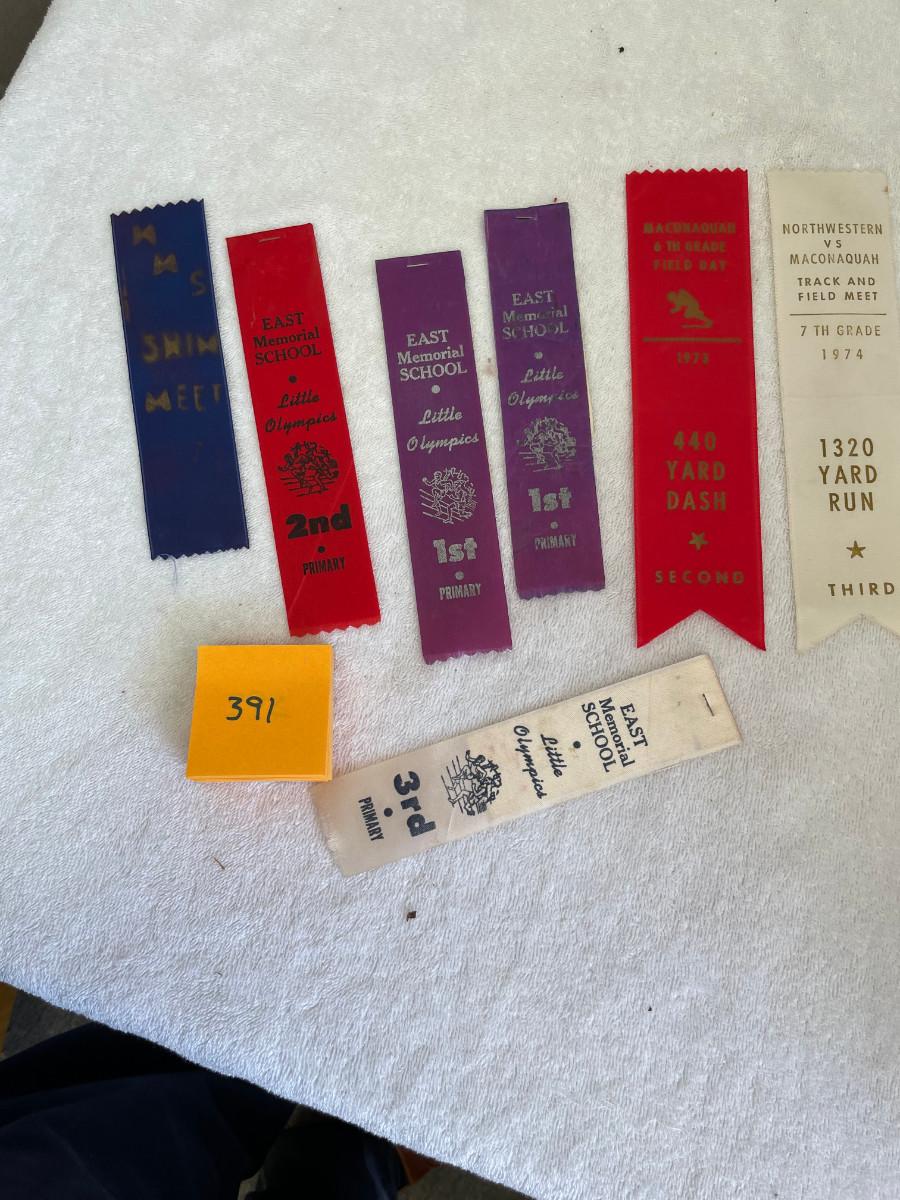 M
M S
SWIM
MEET
EAST
Memorial
SCHOOL
Little
Olympics
2nd
PRIMARY
EAST
Memorial
SCHOOL
Little
Olympics
1st
PRIMARY
EAST
Memorial
SCHOOL
Little
Olympics
1st
PRIMARY
MACONAQUAH
6 TH GRADE
FIELD DAY
1973
440
YARD
DASH
SECOND
NORTHWESTERN
VS
MACONAQUAH
TRACK AND
FIELD MEET
7 TH GRADE
1974
1320
YARD
RUN
THIRD
391
EAST
Memorial
SCHOOL
Little
Olympics
3rd
PRIMARY